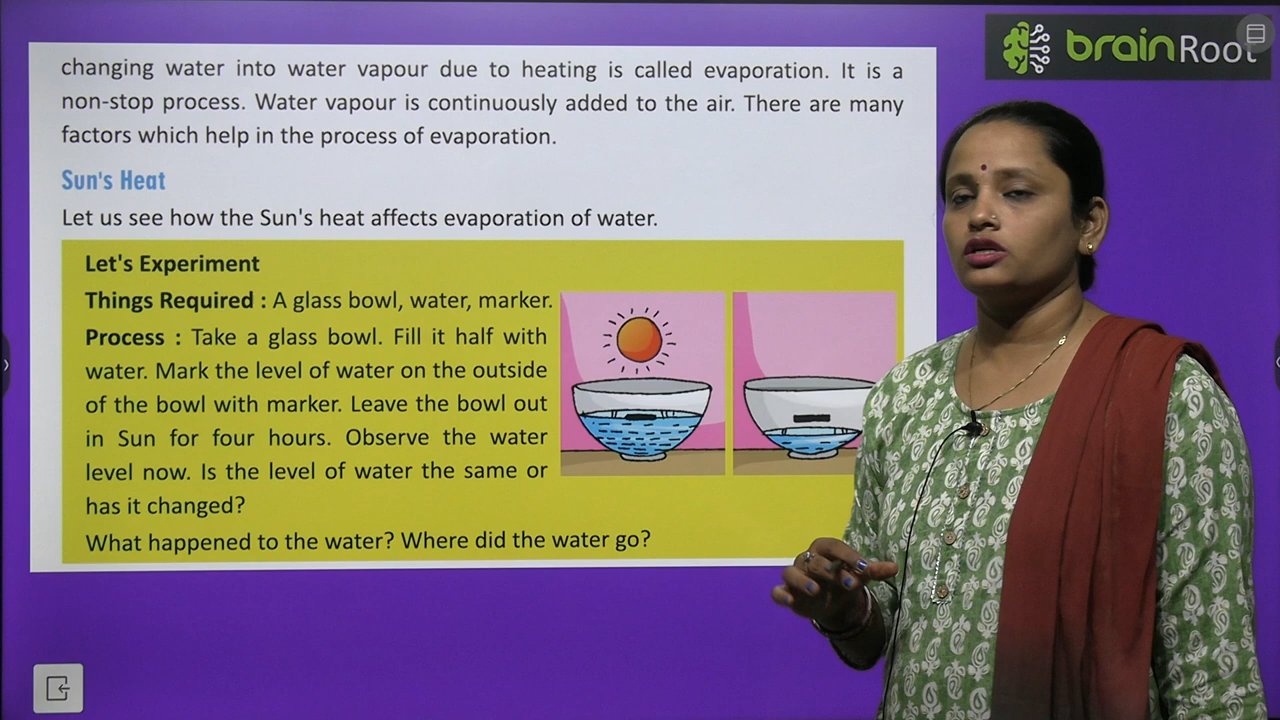 brainRoot
changing water into water vapour due to heating is called evaporation. It is a
non-stop process. Water vapour is continuously added to the air. There are many
factors which help in the process of evaporation.
Sun's Heat
Let us see how the Sun's heat affects evaporation of water.
Let's Experiment
Things Required : A glass bowl, water, marker.
Process : Take a glass bowl. Fill it half with
water. Mark the level of water on the outside
of the bowl with marker. Leave the bowl out
in Sun for four hours. Observe the water
level now. Is the level of water the same or
has it changed?
What happened to the water? Where did the water go?